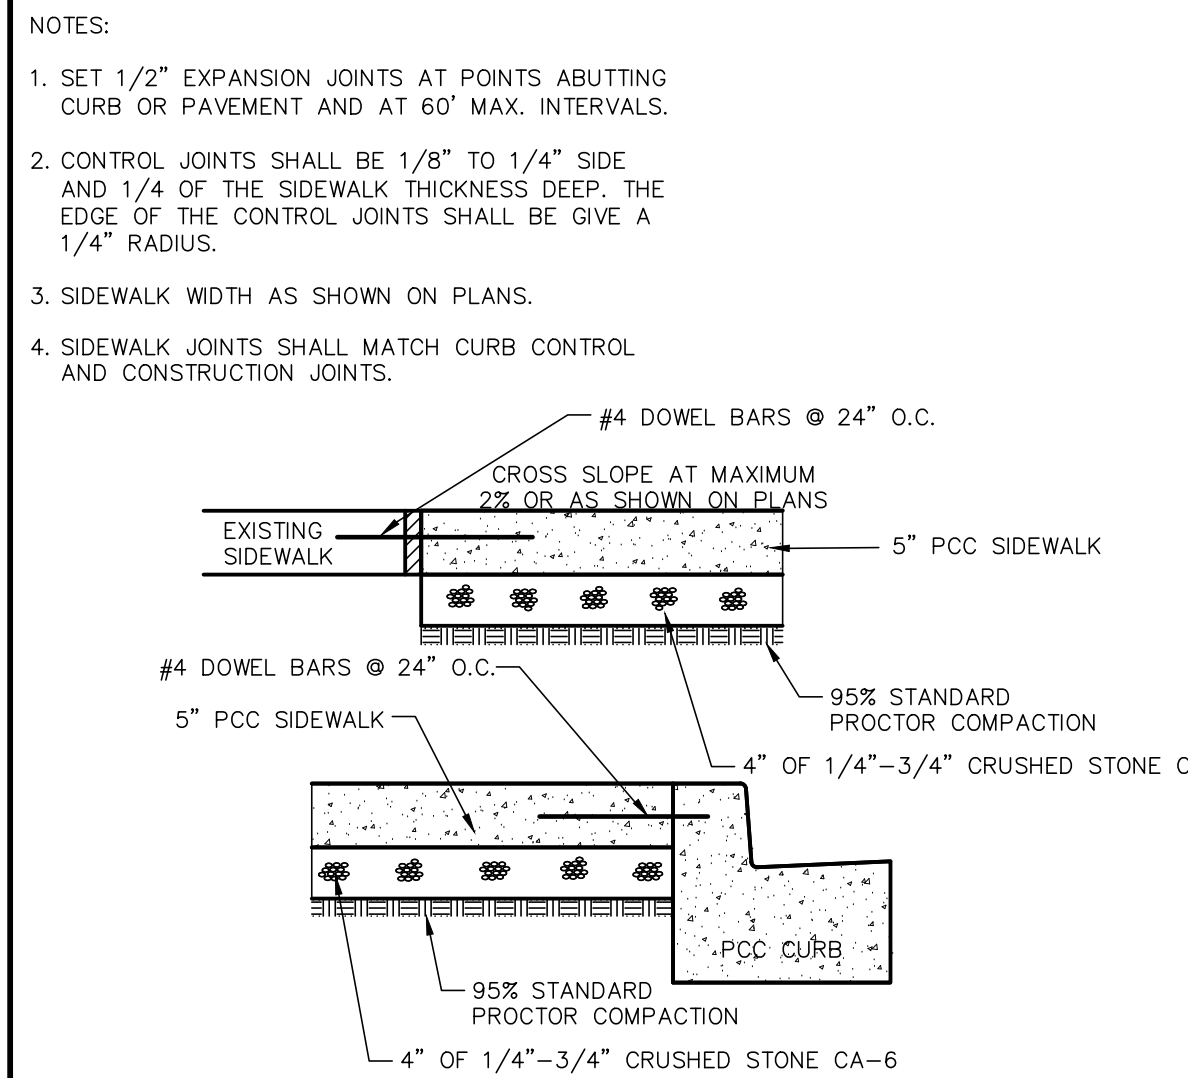 NOTES:
1. SET 1/2" EXPANSION JOINTS AT POINTS ABUTTING
CURB OR PAVEMENT AND AT 60' MAX. INTERVALS.
2. CONTROL JOINTS SHALL BE 1/8" TO 1/4" SIDE
AND 1/4 OF THE SIDEWALK THICKNESS DEEP. THE
EDGE OF THE CONTROL JOINTS SHALL BE GIVE A
1/4" RADIUS.
3. SIDEWALK WIDTH AS SHOWN ON PLANS.
4. SIDEWALK JOINTS SHALL MATCH CURB CONTROL
AND CONSTRUCTION JOINTS.
#4 DOWEL BARS @ 24" O.C.
CROSS SLOPE AT MAXIMUM
2% OR AS SHOWN ON PLANS
EXISTING
SIDEWALK
5" PCC SIDEWALK
#4 DOWEL BARS @ 24" O.C.
95% STANDARD
PROCTOR COMPACTION
5" PCC SIDEWALK
4" OF 1/4"-3/4" CRUSHED STONE C
PCC CURB
95% STANDARD
PROCTOR COMPACTION
4" OF 1/4"-3/4" CRUSHED STONE CA-6